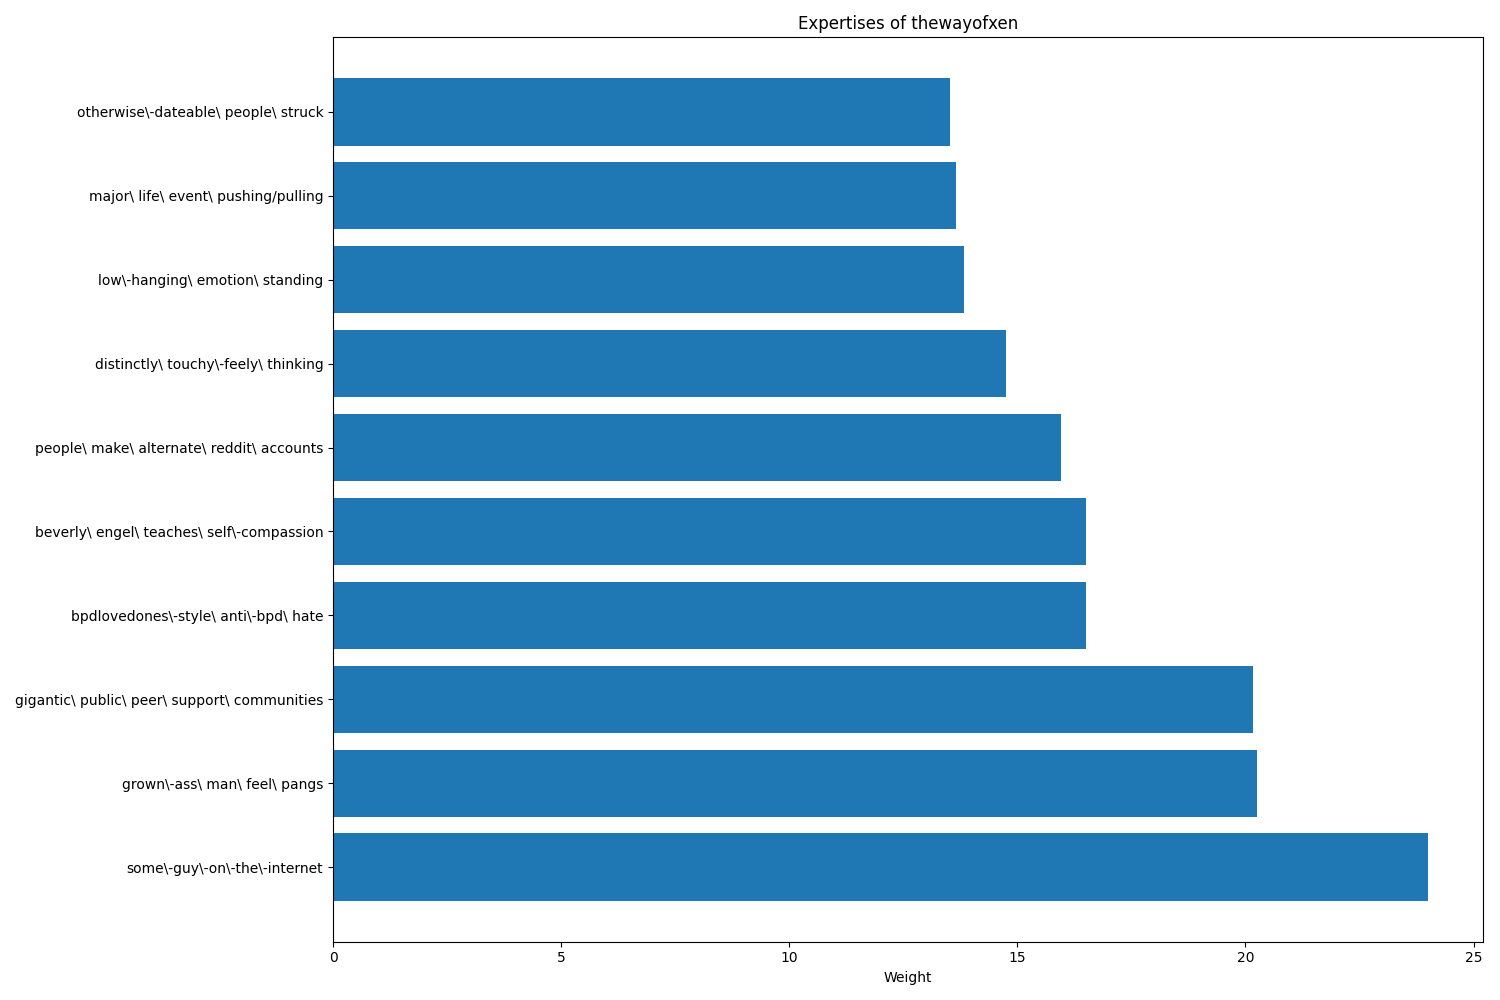 Expertises of thewayofxen
otherwise\-dateable\ people\ struck
major\ life\ event\ pushing/pulling
low\-hanging\ emotion\ standing
distinctly\ touchy\-feely\ thinking
people\ make\ alternate\ reddit\ accounts
beverly\ engel\ teaches\ self\-compassion
bpdlovedones\-style\ anti\-bpd\ hate
gigantic\ public\ peer\ support\ communities
grown\-ass\ man\ feel\ pangs
some\-guy\-on\-the\-internet
0 5 10 15 20 25
Weight